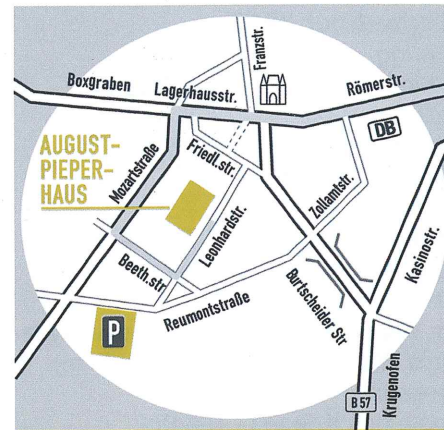 Franzstr.
Boxgraben
Lagerhausstr.
Römerstr.
DB
AUGUST-
PIEPER-
HAUS
Mozartstraße
Friedl.str.
Leonhardstr.
Zollamtstr.
Beeth.str.
Kasinostr.
Burtscheider Str
Reumontstraße
P
B 57
Krugenofen